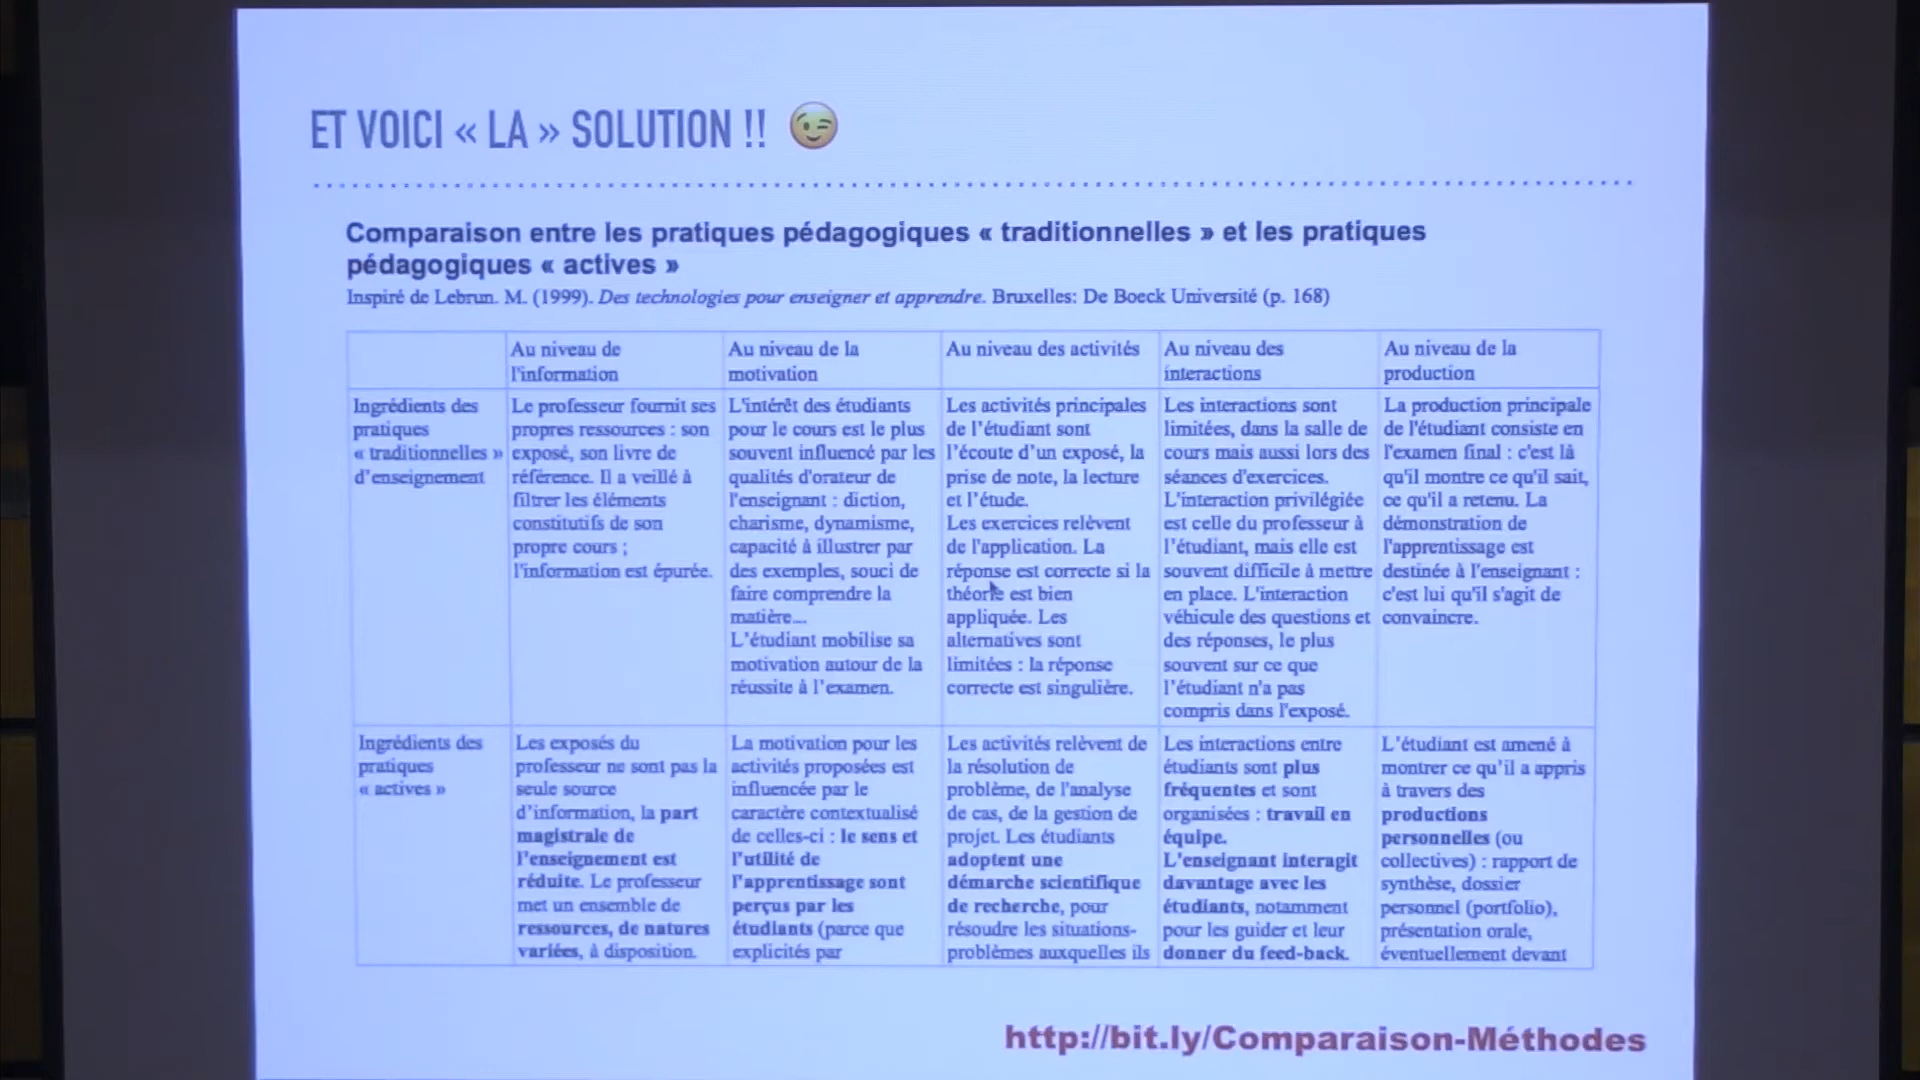 ET VOICI « LA » SOLUTION !!
Comparaison entre les pratiques pédagogiques « traditionnelles » et les pratiques
pédagogiques « actives »
Inspiré de Lebrun. M. (1999). Des technologies pour enseigner et apprendre. Bruxelles: De Boeck Université (p. 168)
Au niveau de
l'information
Au niveau de la
motivation
Au niveau des activités
Au niveau des
interactions
Au niveau de la
production
Ingrédients des
pratiques
« traditionnelles »
d'enseignement
Le professeur fournit ses
propres ressources : son
exposé, son livre de
référence. Il a veillé à
filtrer les éléments
constitutifs de son
propre cours ;
l'information est épurée.
L'intérêt des étudiants
pour le cours est le plus
souvent influencé par les
qualités d'orateur de
l'enseignant : diction,
charisme, dynamisme,
capacité à illustrer par
des exemples, souci de
faire comprendre la
matière...
L'étudiant mobilise sa
motivation autour de la
réussite à l'examen.
Les activités principales
de l'étudiant sont
l'écoute d'un exposé, la
prise de note, la lecture
et l'étude.
Les exercices relèvent
de l'application. La
réponse est correcte si la
théorie est bien
appliquée. Les
alternatives sont
limitées : la réponse
correcte est singulière.
Les interactions sont
limitées, dans la salle de
cours mais aussi lors des
séances d'exercices.
L'interaction privilégiée
est celle du professeur à
l'étudiant, mais elle est
souvent difficile à mettre
en place. L'interaction
véhicule des questions et
des réponses, le plus
souvent sur ce que
l'étudiant n'a pas
compris dans l'exposé.
La production principale
de l'étudiant consiste en
l'examen final : c'est là
qu'il montre ce qu'il sait,
ce qu'il a retenu. La
démonstration de
l'apprentissage est
destinée à l'enseignant :
c'est lui qu'il s'agit de
convaincre.
Ingrédients des
pratiques
« actives »
Les exposés du
professeur ne sont pas la
seule source
d'information, la part
magistrale de
l'enseignement est
réduite. Le professeur
met un ensemble de
ressources, de natures
variées, à disposition.
La motivation pour les
activités proposées est
influencée par le
caractère contextualisé
de celles-ci : le sens et
l'utilité de
l'apprentissage sont
perçus par les
étudiants (parce que
explicités par
Les activités relèvent de
la résolution de
problème, de l'analyse
de cas, de la gestion de
projet. Les étudiants
adoptent une
démarche scientifique
de recherche, pour
résoudre les situations-
problèmes auxquelles ils
Les interactions entre
étudiants sont plus
fréquentes et sont
organisées : travail en
équipe.
L'enseignant interagit
davantage avec les
étudiants, notamment
pour les guider et leur
donner du feed-back.
L'étudiant est amené à
montrer ce qu'il a appris
à travers des
productions
personnelles (ou
collectives) : rapport de
synthèse, dossier
personnel (portfolio),
présentation orale,
éventuellement devant
http://bit.ly/Comparaison-Méthodes